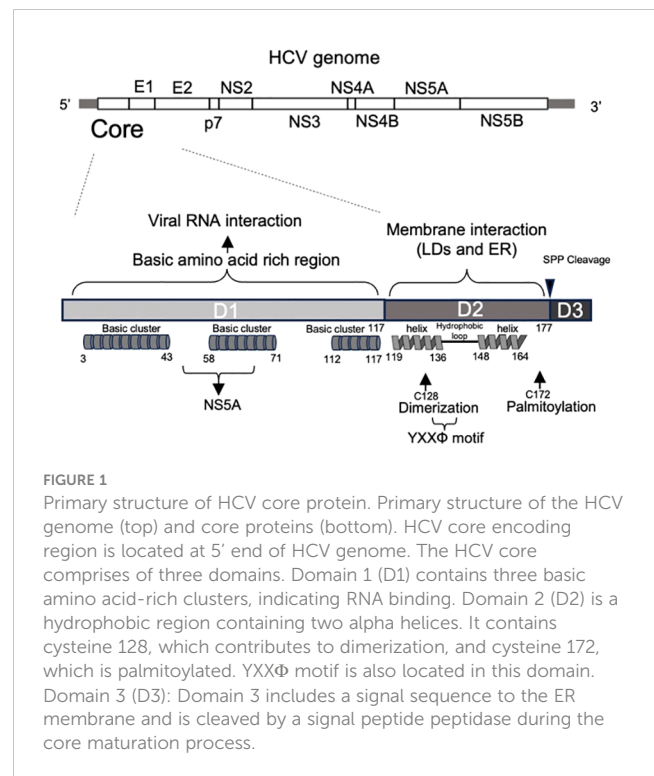 HCV genome
E1 E2 NS2 NS4A NS5A
5’ 3’
Core p7 NS3 NS4B NS5B
Viral RNA interaction
Basic amino acid rich region
Membrane interaction
(LDs and ER)
SPP Cleavage
D1 D2 D3
Basic cluster Basic cluster Basic cluster 117 helix Hydrophobic loop helix 177
3 43 58 71 112 117 119 136 148 164
NS5A
C128
Dimerization
YXXΦ motif
C172
Palmitoylation
FIGURE 1
Primary structure of HCV core protein. Primary structure of the HCV
genome (top) and core proteins (bottom). HCV core encoding
region is located at 5’ end of HCV genome. The HCV core
comprises of three domains. Domain 1 (D1) contains three basic
amino acid-rich clusters, indicating RNA binding. Domain 2 (D2) is a
hydrophobic region containing two alpha helices. It contains
cysteine 128, which contributes to dimerization, and cysteine 172,
which is palmitoylated. YXXΦ motif is also located in this domain.
Domain 3 (D3): Domain 3 includes a signal sequence to the ER
membrane and is cleaved by a signal peptide peptidase during the
core maturation process.